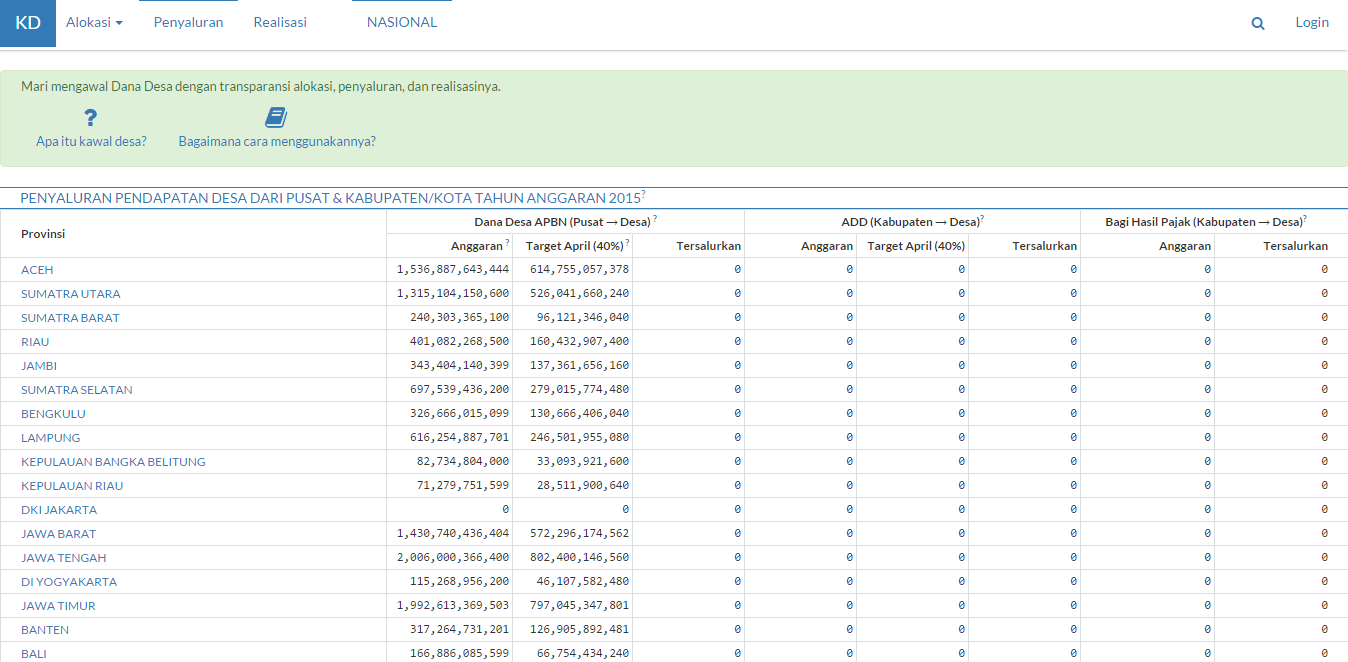 KD Alokasi Penyaluran Realisasi NASIONAL Login
Mari mengawal Dana Desa dengan transparansi alokasi, penyaluran, dan realisasinya.
?
Apa itu kawal desa? Bagaimana cara menggunakannya?
PENYALURAN PENDAPATAN DESA DARI PUSAT & KABUPATEN/KOTA TAHUN ANGGARAN 2015?
Provinsi Dana Desa APBN (Pusat → Desa) ? ADD (Kabupaten → Desa)? Bagi Hasil Pajak (Kabupaten → Desa)?
Anggaran ? Target April (40%) ? Tersalurkan Anggaran Target April (40%) Tersalurkan Anggaran Tersalurkan
ACEH 1,536,887,643,444 614,755,057,378 0 0 0 0 0 0
SUMATRA UTARA 1,315,104,150,600 526,041,660,240 0 0 0 0 0 0
SUMATRA BARAT 240,303,365,100 96,121,346,040 0 0 0 0 0 0
RIAU 401,082,268,500 160,432,907,400 0 0 0 0 0 0
JAMBI 343,404,140,399 137,361,656,160 0 0 0 0 0 0
SUMATRA SELATAN 697,539,436,200 279,015,774,480 0 0 0 0 0 0
BENGKULU 326,666,015,099 130,666,406,040 0 0 0 0 0 0
LAMPUNG 616,254,887,701 246,501,955,080 0 0 0 0 0 0
KEPULAUAN BANGKA BELITUNG 82,734,804,000 33,093,921,600 0 0 0 0 0 0
KEPULAUAN RIAU 71,279,751,599 28,511,900,640 0 0 0 0 0 0
DKI JAKARTA 0 0 0 0 0 0 0 0
JAWA BARAT 1,430,740,436,404 572,296,174,562 0 0 0 0 0 0
JAWA TENGAH 2,006,000,366,400 802,400,146,560 0 0 0 0 0 0
DI YOGYAKARTA 115,268,956,200 46,107,582,480 0 0 0 0 0 0
JAWA TIMUR 1,992,613,369,503 797,045,347,801 0 0 0 0 0 0
BANTEN 317,264,731,201 126,905,892,481 0 0 0 0 0 0
BALI 166,886,085,599 66,754,434,240 0 0 0 0 0 0